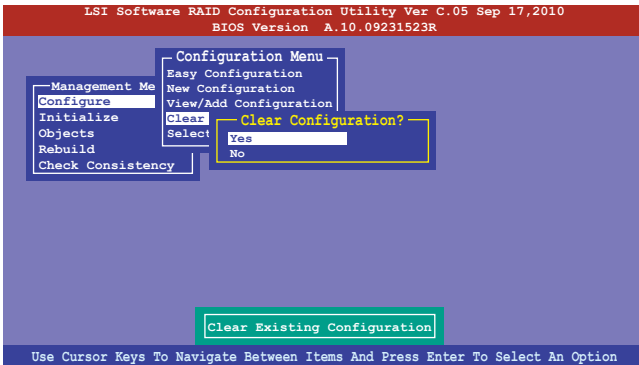 LSI Software RAID Configuration Utility Ver C.05 Sep 17,2010
BIOS Version A.10.09231523R
Configuration Menu
Easy Configuration
New Configuration
View/Add Configuration
Clear
Select
Management Me
Configure
Initialize
Objects
Rebuild
Check Consistency
Clear Configuration?
Yes
No
Clear Existing Configuration
Use Cursor Keys To Navigate Between Items And Press Enter To Select An Option